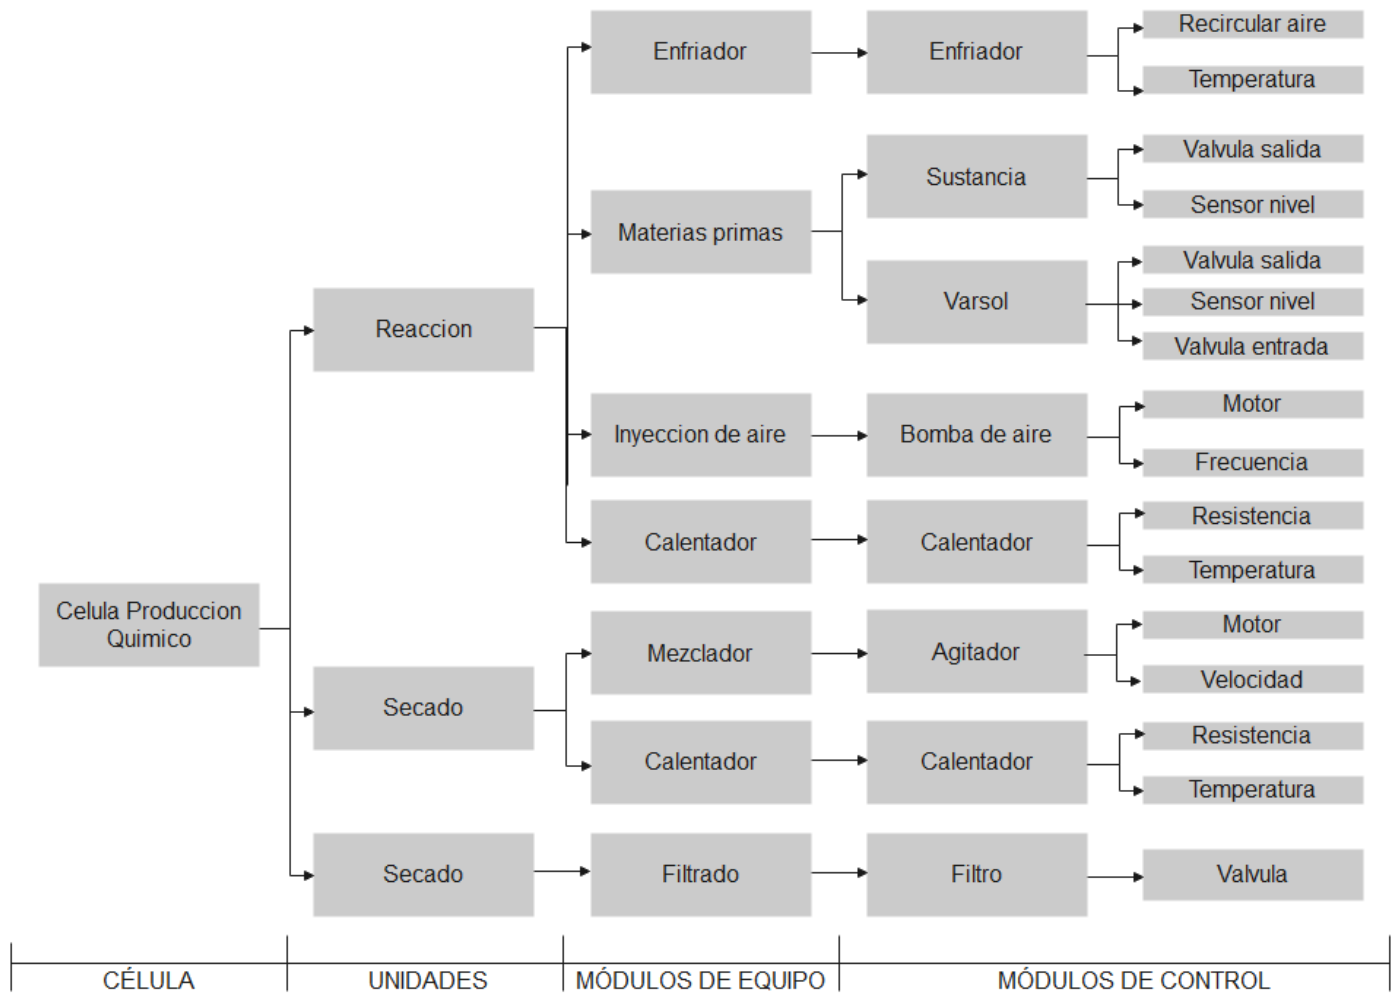 Enfriador
Enfriador
Recircular aire
Temperatura
Materias primas
Sustancia
Valvula salida
Sensor nivel
Varsol
Valvula salida
Sensor nivel
Valvula entrada
Reaccion
Inyeccion de aire
Bomba de aire
Motor
Frecuencia
Calentador
Calentador
Resistencia
Temperatura
Celula Produccion
Quimico
Mezclador
Agitador
Motor
Velocidad
Secado
Calentador
Calentador
Resistencia
Temperatura
Secado
Filtrado
Filtro
Valvula
CÉLULA
UNIDADES
MÓDULOS DE EQUIPO
MÓDULOS DE CONTROL